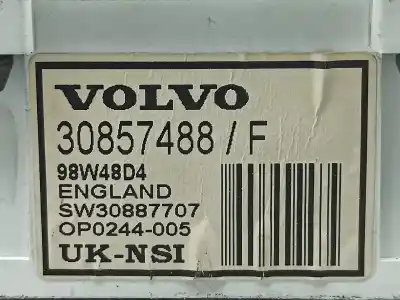 VOLVO
30857488/F
98W48D4
ENGLAND
SW30887707
OP0244-005
UK-NSI